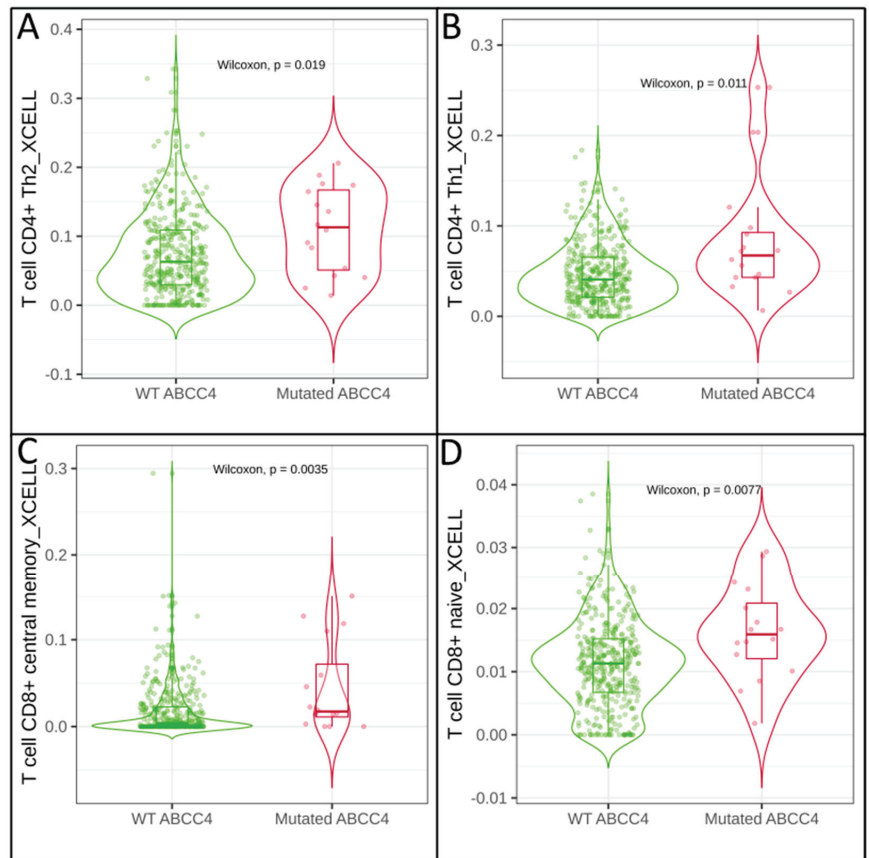 A
T cell CD4+ Th2_XCELL
0.4
0.3
0.2
0.1
0.0
-0.1
Wilcoxon, p = 0.019
WT ABCC4
Mutated ABCC4
B
T cell CD4+ Th1_XCELL
0.3
0.2
0.1
0.0
Wilcoxon, p = 0.011
WT ABCC4
Mutated ABCC4
C
T cell CD8+ central memory_XCELL
0.3
0.2
0.1
0.0
Wilcoxon, p = 0.0035
WT ABCC4
Mutated ABCC4
D
T cell CD8+ naive_XCELL
0.04
0.03
0.02
0.01
0.00
-0.01
Wilcoxon, p = 0.0077
WT ABCC4
Mutated ABCC4